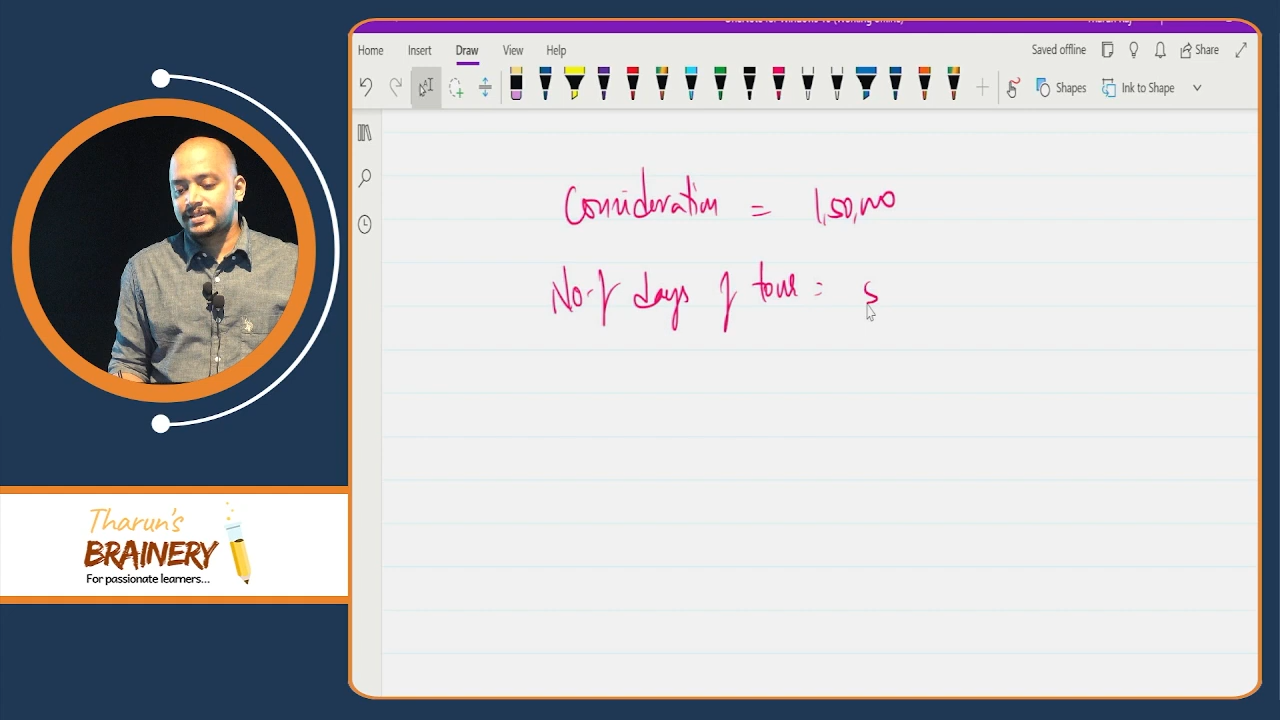 Home Insert Draw View Help Saved offline Share
Shapes Ink to Shape
Consideration = 1,50,000
No. of days of tour = 5
Tharun's
BRAINERY
For passionate learners...